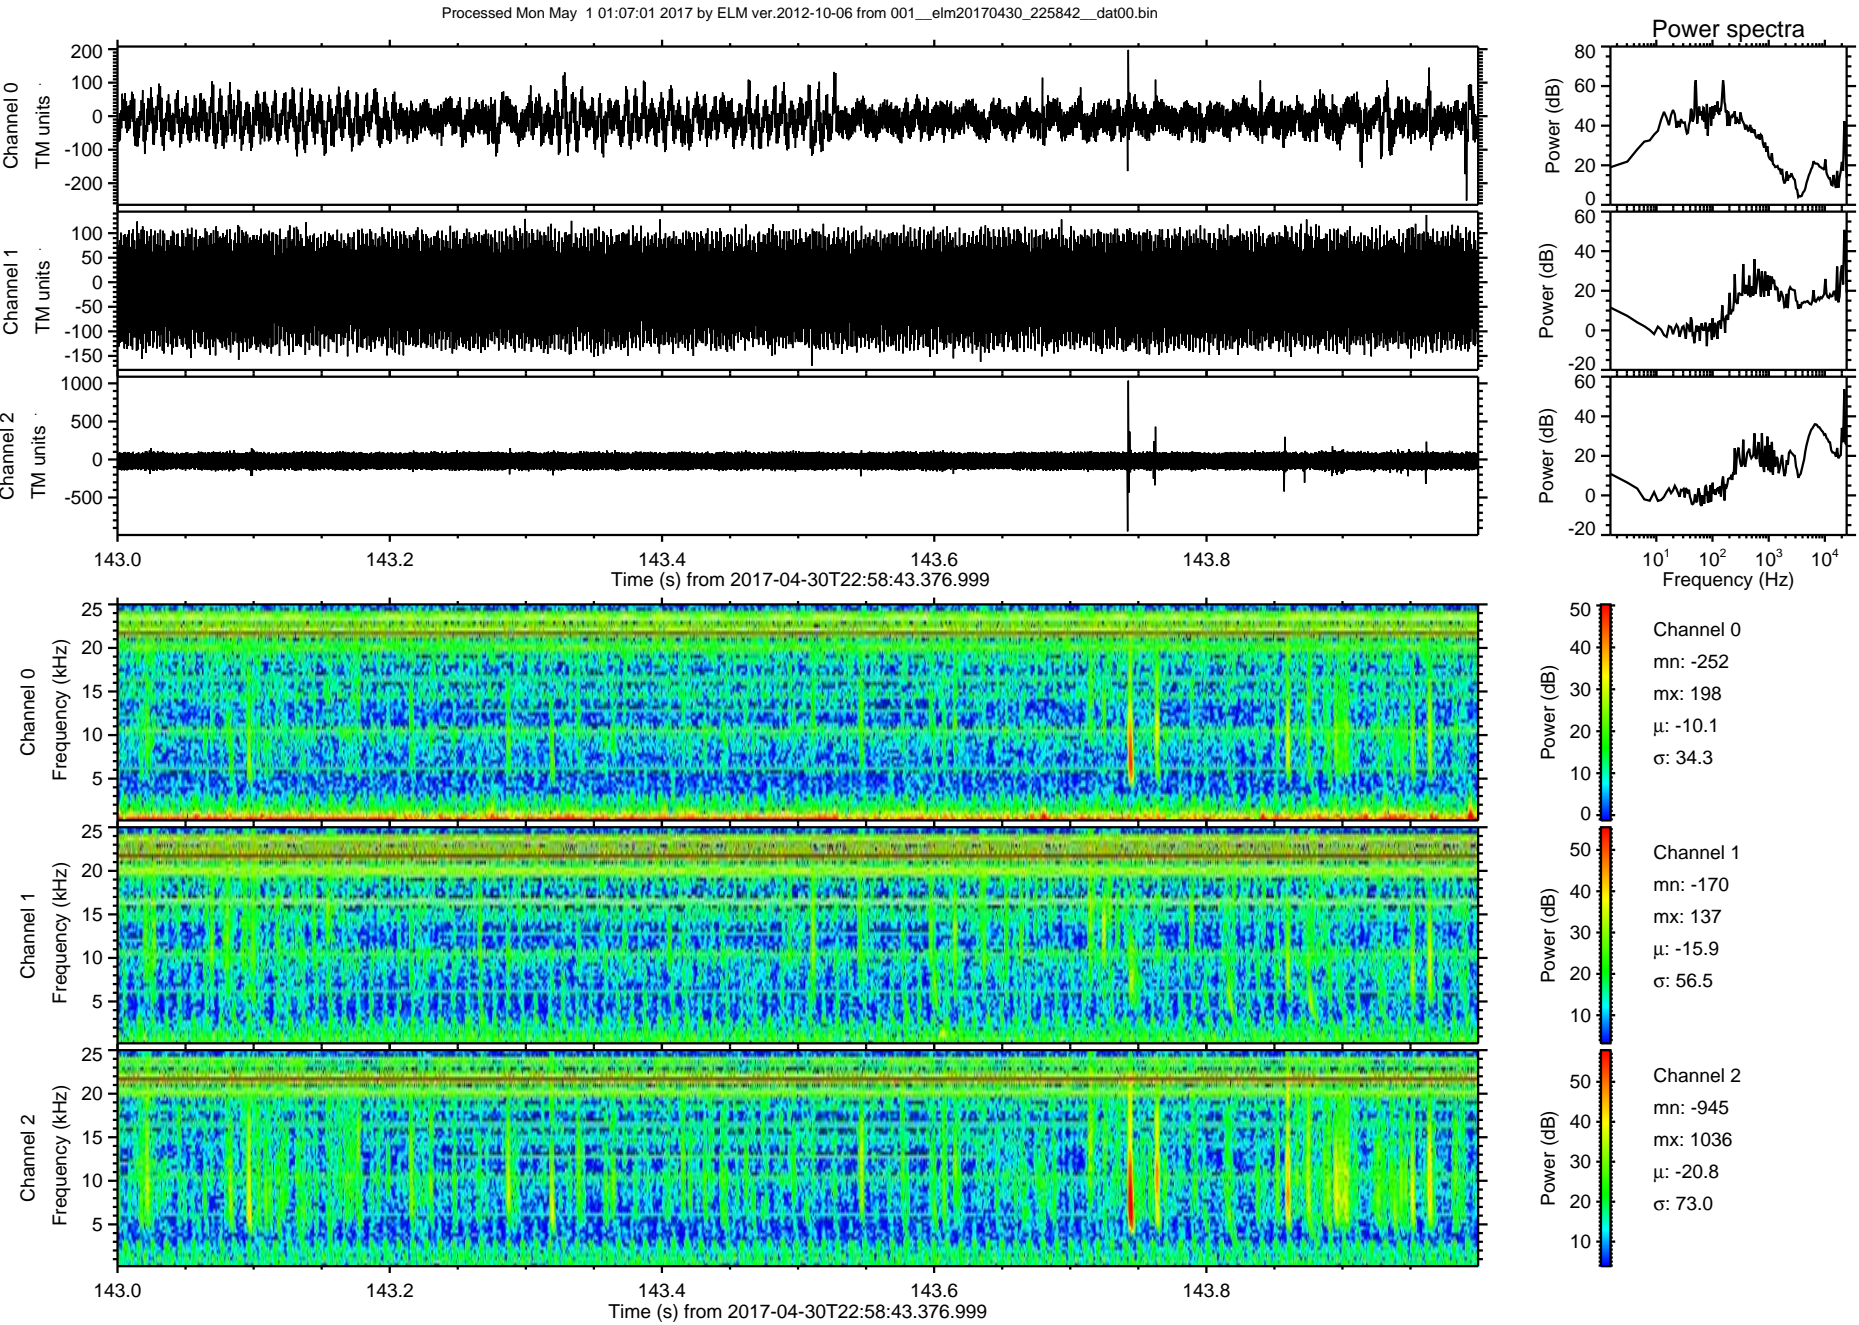 Processed Mon May  1 01:07:01 2017 by ELM ver.2012-10-06 from 001__elm20170430_225842__dat00.bin
Power spectra
Channel 0
TM units
200
100
0
-100
-200
Power (dB)
80
60
40
20
0
Channel 1
TM units
100
50
0
-50
-100
-150
Power (dB)
60
40
20
0
-20
Channel 2
TM units
1000
500
0
-500
Power (dB)
60
40
20
0
-20
143.0 143.2 143.4 143.6 143.8
Time (s) from 2017-04-30T22:58:43.376.999
10^1 10^2 10^3 10^4
Frequency (Hz)
Channel 0
Frequency (kHz)
25
20
15
10
5
Power (dB)
50
40
30
20
10
0
Channel 0
mn: -252
mx: 198
μ: -10.1
σ: 34.3
Channel 1
Frequency (kHz)
25
20
15
10
5
Power (dB)
50
40
30
20
10
Channel 1
mn: -170
mx: 137
μ: -15.9
σ: 56.5
Channel 2
Frequency (kHz)
25
20
15
10
5
Power (dB)
50
40
30
20
10
Channel 2
mn: -945
mx: 1036
μ: -20.8
σ: 73.0
143.0 143.2 143.4 143.6 143.8
Time (s) from 2017-04-30T22:58:43.376.999